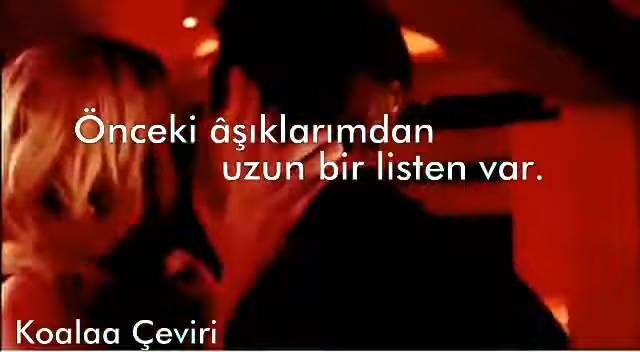 Önceki âşıklarımdan
uzun bir listen var.
Koalaa Çeviri